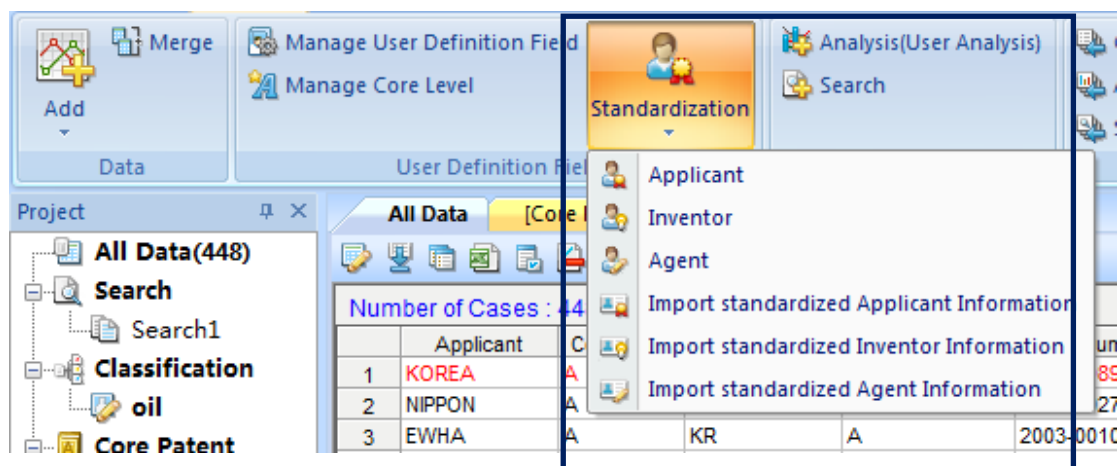 Merge
Add
Data
Manage User Definition Field
Manage Core Level
User Definition
Standardization
Analysis(User Analysis)
Search
Applicant
Inventor
Agent
Import standardized Applicant Information
Import standardized Inventor Information
Import standardized Agent Information
Project
All Data(448)
Search
Search1
Classification
oil
Core Patent
All Data [Core
Number of Cases : 44
Applicant
1 KOREA A
2 NIPPON A
3 EWHA A KR A 2003-0010